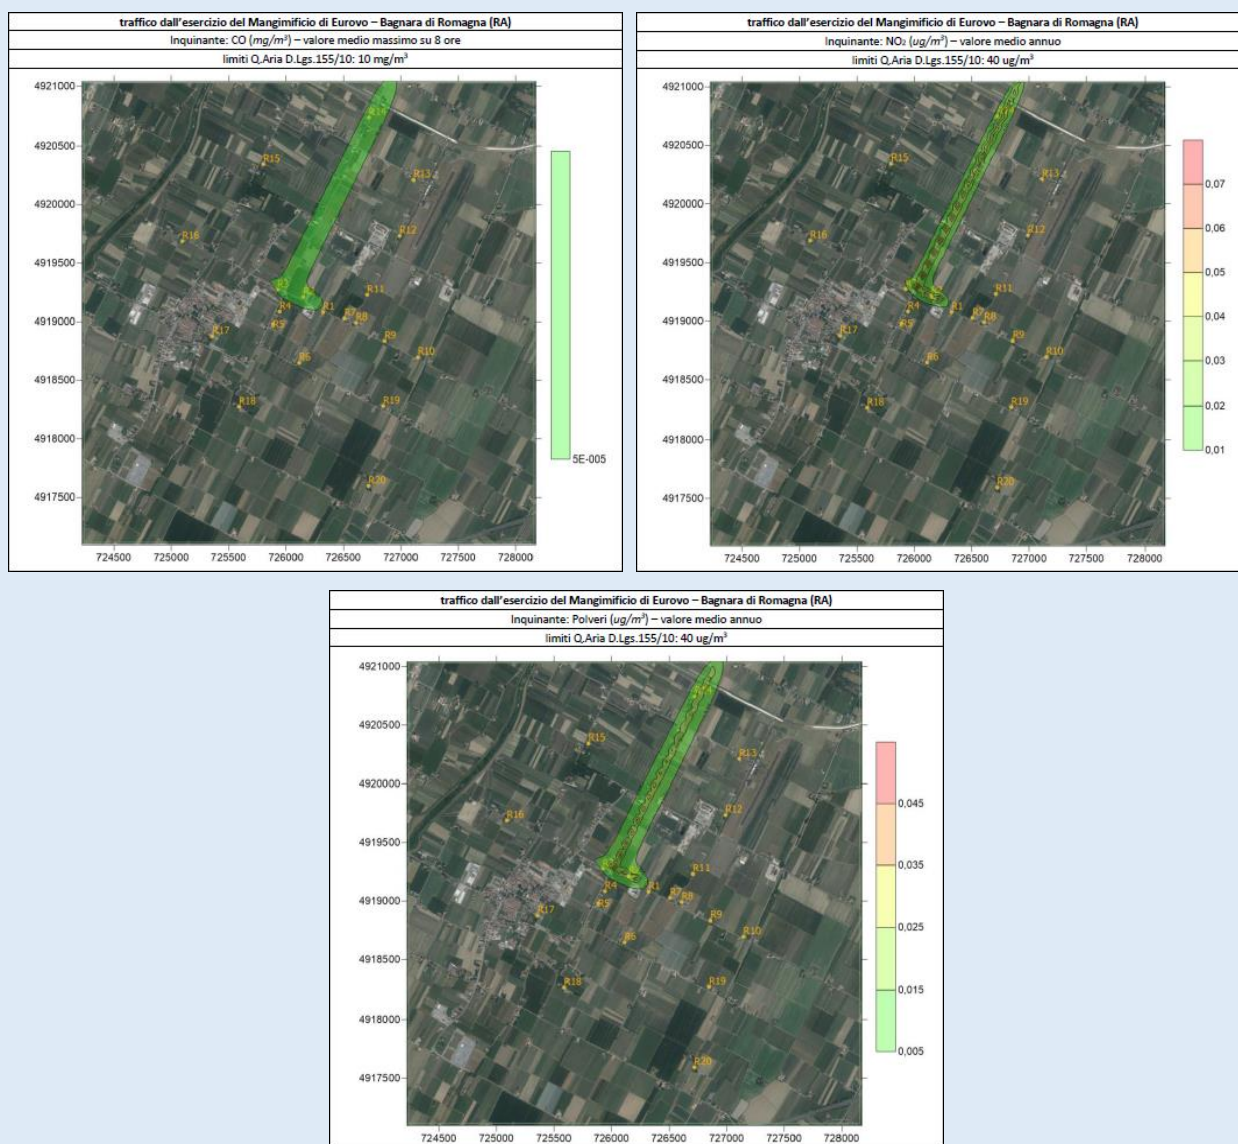 traffico dall'esercizio del Mangimificio di Eurovo – Bagnara di Romagna (RA)
Inquinante: CO (mg/m³) – valore medio massimo su 8 ore
limiti Q.Aria D.Lgs.155/10: 10 mg/m³
4921000
4920500
4920000
4919500
4919000
4918500
4918000
4917500
R15
R13
R12
R16
R3
R11
R4
R1
R5
R7
R8
R17
R9
R6
R10
R18
R19
R20
5E-005
724500 725000 725500 726000 726500 727000 727500 728000
traffico dall'esercizio del Mangimificio di Eurovo – Bagnara di Romagna (RA)
Inquinante: NO₂ (ug/m³) – valore medio annuo
limiti Q.Aria D.Lgs.155/10: 40 ug/m³
4921000
4920500
4920000
4919500
4919000
4918500
4918000
4917500
R15
R13
R12
R16
R11
R4
R1
R5
R7
R8
R17
R9
R6
R10
R18
R19
R20
0,07
0,06
0,05
0,04
0,03
0,02
0,01
724500 725000 725500 726000 726500 727000 727500 728000
traffico dall'esercizio del Mangimificio di Eurovo – Bagnara di Romagna (RA)
Inquinante: Polveri (ug/m³) – valore medio annuo
limiti Q.Aria D.Lgs.155/10: 40 ug/m³
4921000
4920500
4920000
4919500
4919000
4918500
4918000
4917500
R14
R15
R13
R12
R16
R11
R4
R1
R5
R7
R8
R17
R9
R6
R10
R18
R19
R20
0,045
0,035
0,025
0,015
0,005
724500 725000 725500 726000 726500 727000 727500 728000